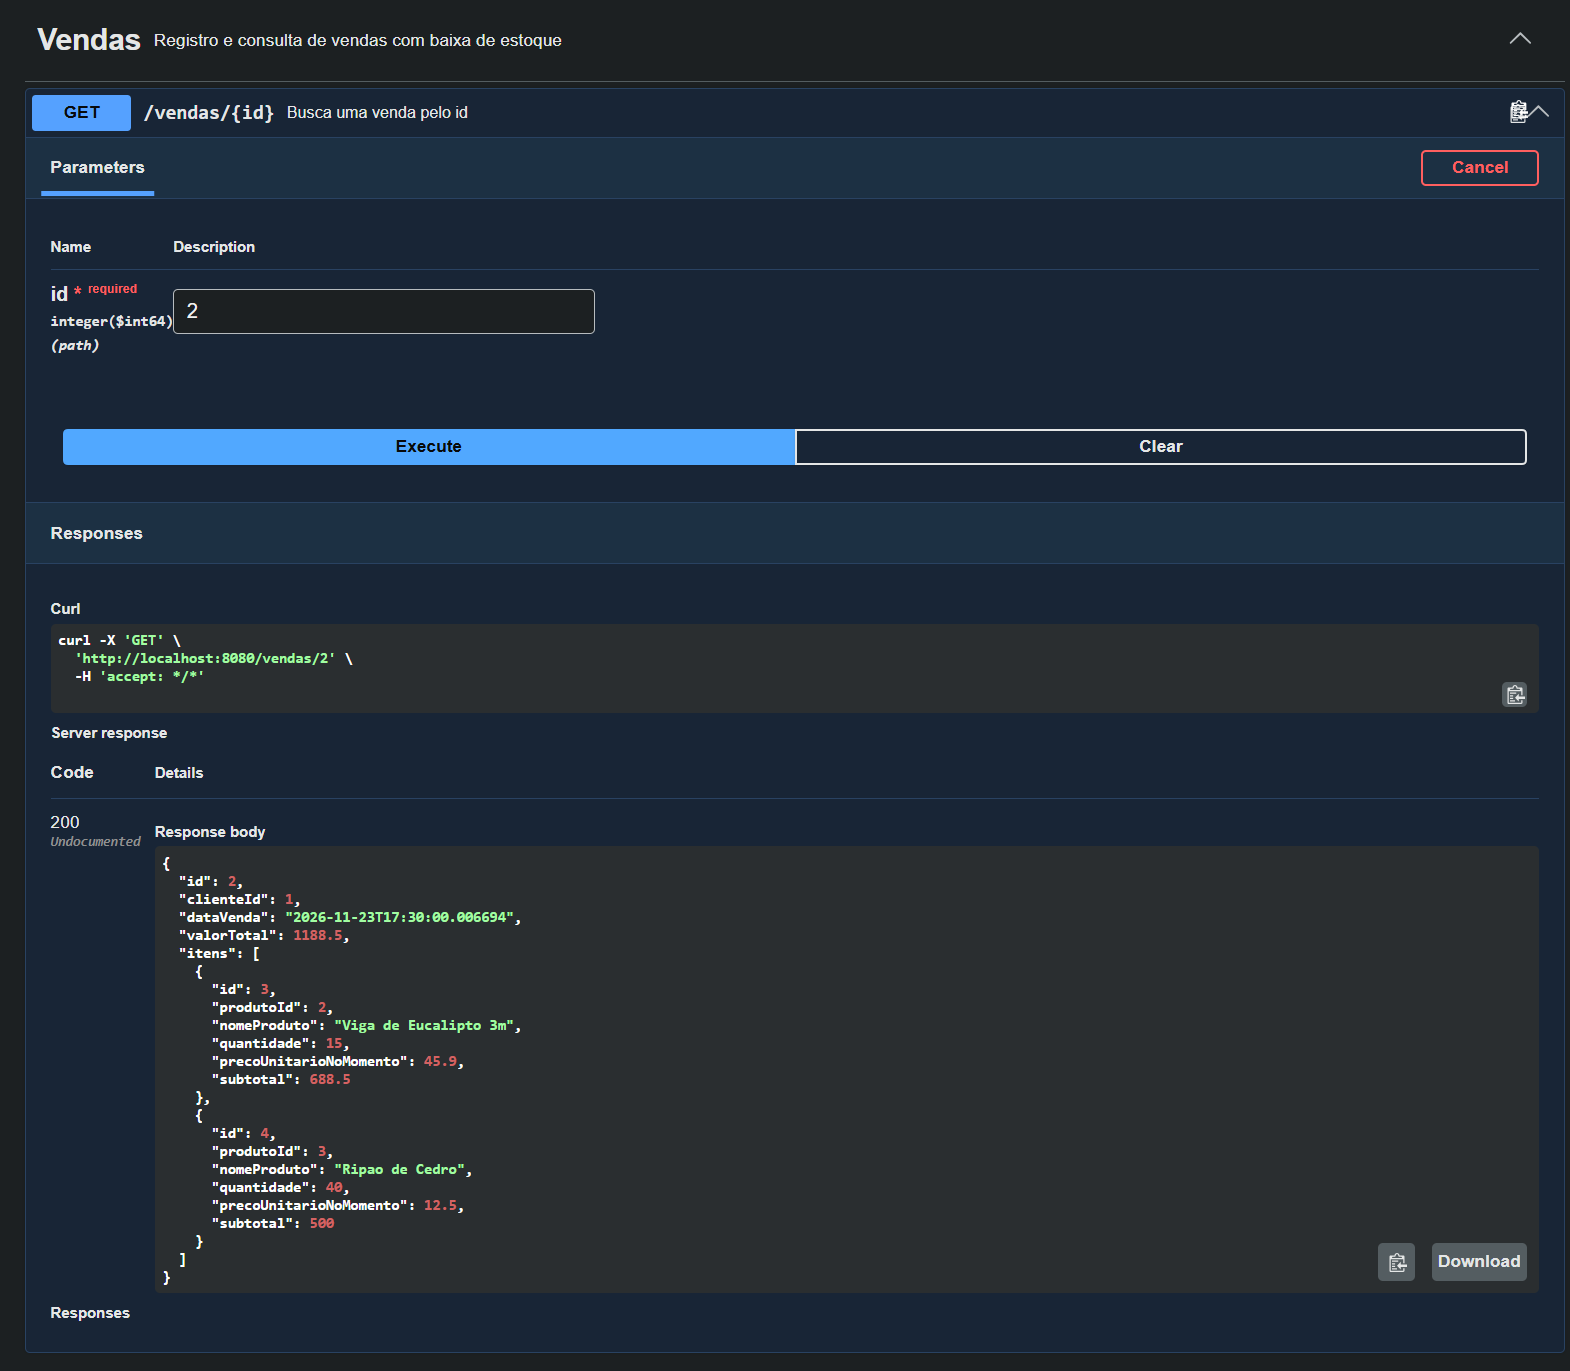 Vendas Registro e consulta de vendas com baixa de estoque
GET /vendas/{id} Busca uma venda pelo id
Parameters
Cancel
Name Description
id * required
integer($int64)
(path)
2
Execute
Clear
Responses
Curl
curl -X 'GET' \
  'http://localhost:8080/vendas/2' \
  -H 'accept: */*'
Server response
Code Details
200
Undocumented
Response body
{
  "id": 2,
  "clienteId": 1,
  "dataVenda": "2026-11-23T17:30:00.006694",
  "valorTotal": 1188.5,
  "itens": [
    {
      "id": 3,
      "produtoId": 2,
      "nomeProduto": "Viga de Eucalipto 3m",
      "quantidade": 15,
      "precoUnitarioNoMomento": 45.9,
      "subtotal": 688.5
    },
    {
      "id": 4,
      "produtoId": 3,
      "nomeProduto": "Ripao de Cedro",
      "quantidade": 40,
      "precoUnitarioNoMomento": 12.5,
      "subtotal": 500
    }
  ]
}
Download
Responses